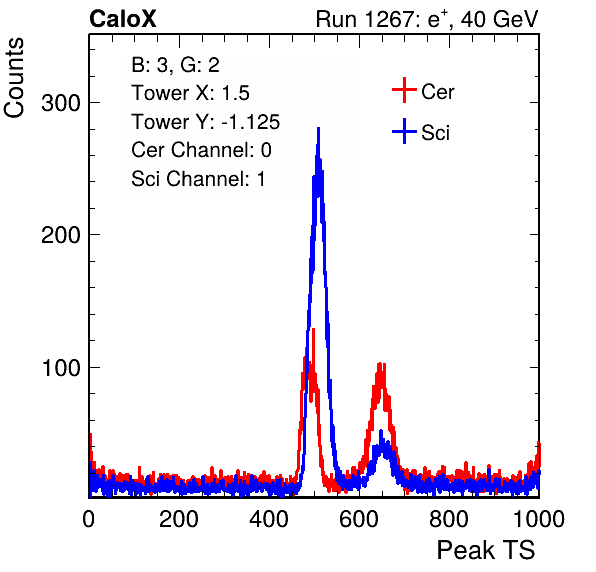 CaloX Run 1267: e⁺, 40 GeV
Counts
B: 3, G: 2
Tower X: 1.5
Tower Y: -1.125
Cer Channel: 0
Sci Channel: 1
Cer
Sci
300
200
100
0 200 400 600 800 1000
Peak TS